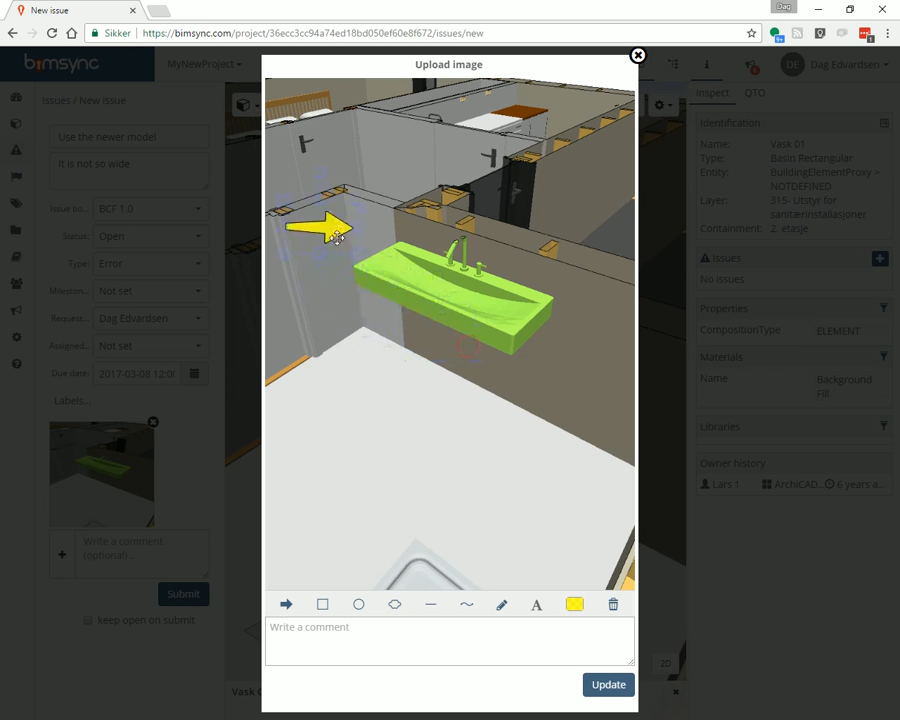 New issue
Dag
Sikker
https://bimsync.com/project/36ecc3cc94a74ed18bd050ef60e8f672/issues/new
bimsync
MyNewProject
Upload image
DE
Dag Edvardsen
Issues / New issue
Inspect
QTO
Use the newer model
It is not so wide
Identification
Name:
Vask 01
Type:
Basin Rectangular
Entity:
BuildingElementProxy >
NOTDEFINED
Layer:
315- Utstyr for
sanitærinstallasjoner
Containment:
2. etasje
Issue bo...
BCF 1.0
Status:
Open
Type:
Error
Mileston...
Not set
Request...
Dag Edvardsen
Assigned...
Not set
Due date:
2017-03-08 12:0
Labels...
Issues
No issues
Properties
CompositionType
ELEMENT
Materials
Name
Background
Fill
Libraries
Owner history
Lars 1
ArchiCAD...
6 years a...
Write a comment
(optional)...
Submit
keep open on submit
A
Write a comment
Update
2D
Vask